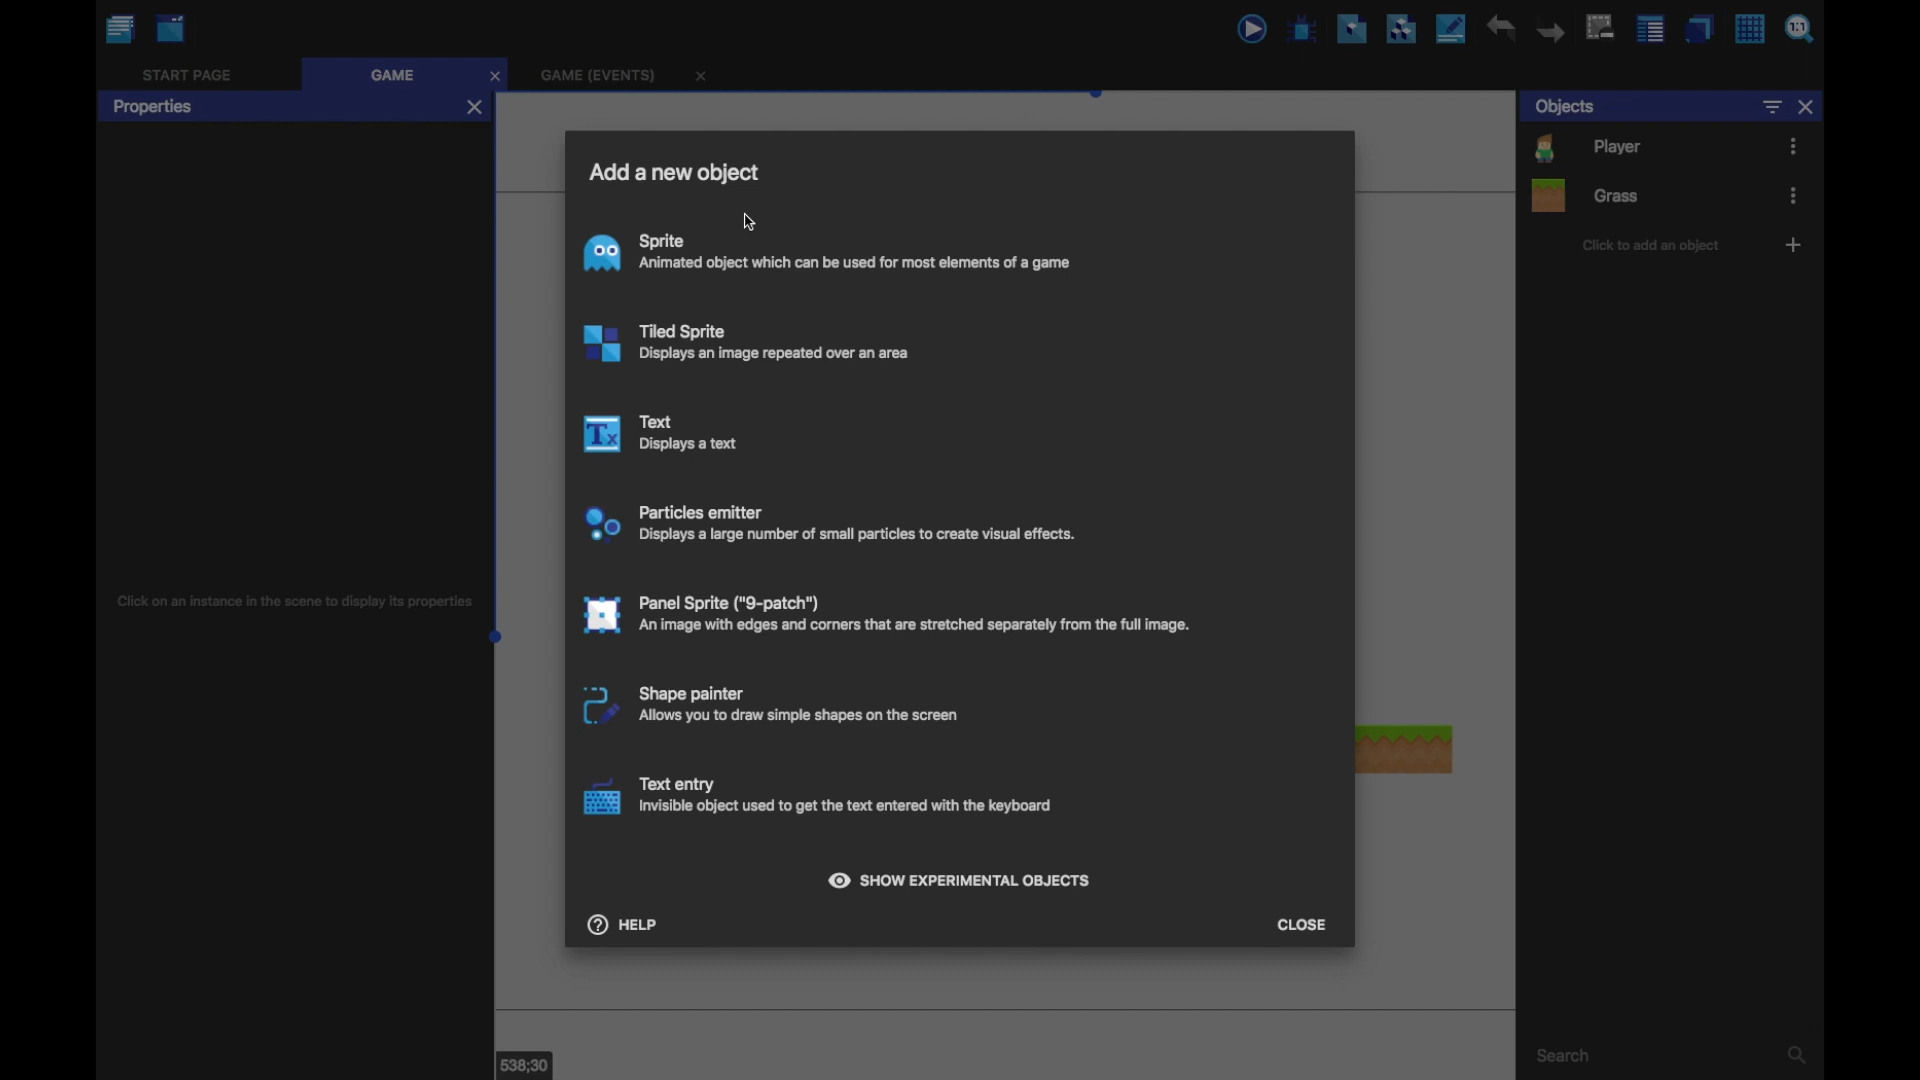 START PAGE
GAME
GAME (EVENTS)
1:1
Properties
Objects
Player
Grass
Click to add an object
Add a new object
Sprite
Animated object which can be used for most elements of a game
Tiled Sprite
Displays an image repeated over an area
Tx
Text
Displays a text
Particles emitter
Displays a large number of small particles to create visual effects.
Click on an instance in the scene to display its properties
Panel Sprite ("9-patch")
An image with edges and corners that are stretched separately from the full image.
Shape painter
Allows you to draw simple shapes on the screen
Text entry
Invisible object used to get the text entered with the keyboard
SHOW EXPERIMENTAL OBJECTS
HELP
CLOSE
538;30
Search